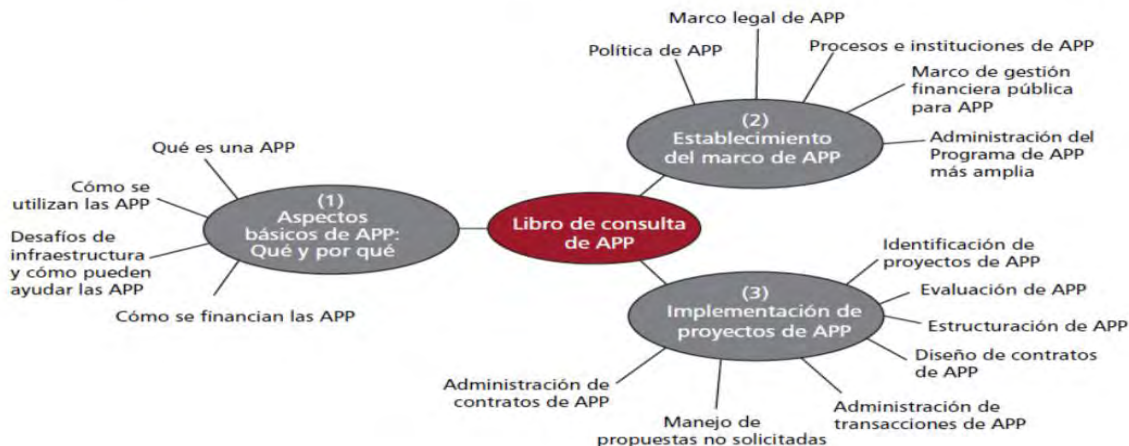 Libro de consulta
de APP
(1)
Aspectos
básicos de APP:
Qué y por qué
Qué es una APP
Cómo se
utilizan las APP
Desafíos de
infraestructura
y cómo pueden
ayudar las APP
Cómo se financian las APP
(2)
Establecimiento
del marco de APP
Política de APP
Marco legal de APP
Procesos e instituciones de APP
Marco de gestión
financiera pública
para APP
Administración del
Programa de APP
más amplia
(3)
Implementación de
proyectos de APP
Identificación de
proyectos de APP
Evaluación de APP
Estructuración de APP
Diseño de contratos
de APP
Administración de
transacciones de APP
Manejo de
propuestas no solicitadas
Administración de
contratos de APP